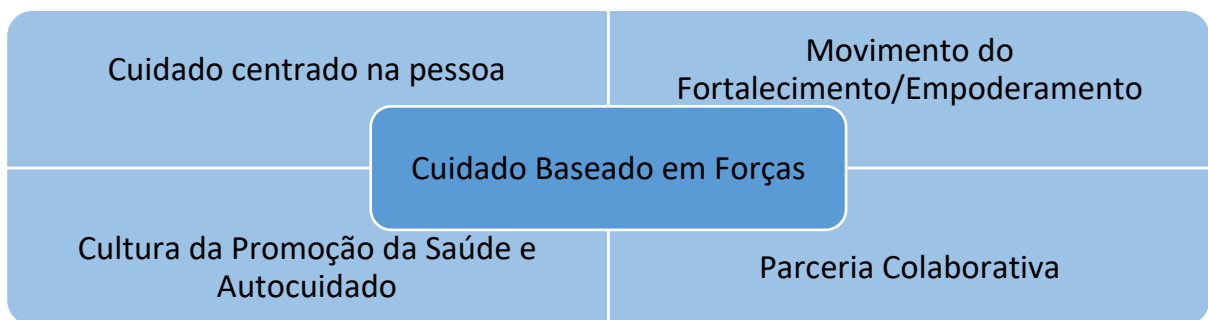 Cuidado centrado na pessoa
Movimento do
Fortalecimento/Empoderamento
Cuidado Baseado em Forças
Cultura da Promoção da Saúde e
Autocuidado
Parceria Colaborativa